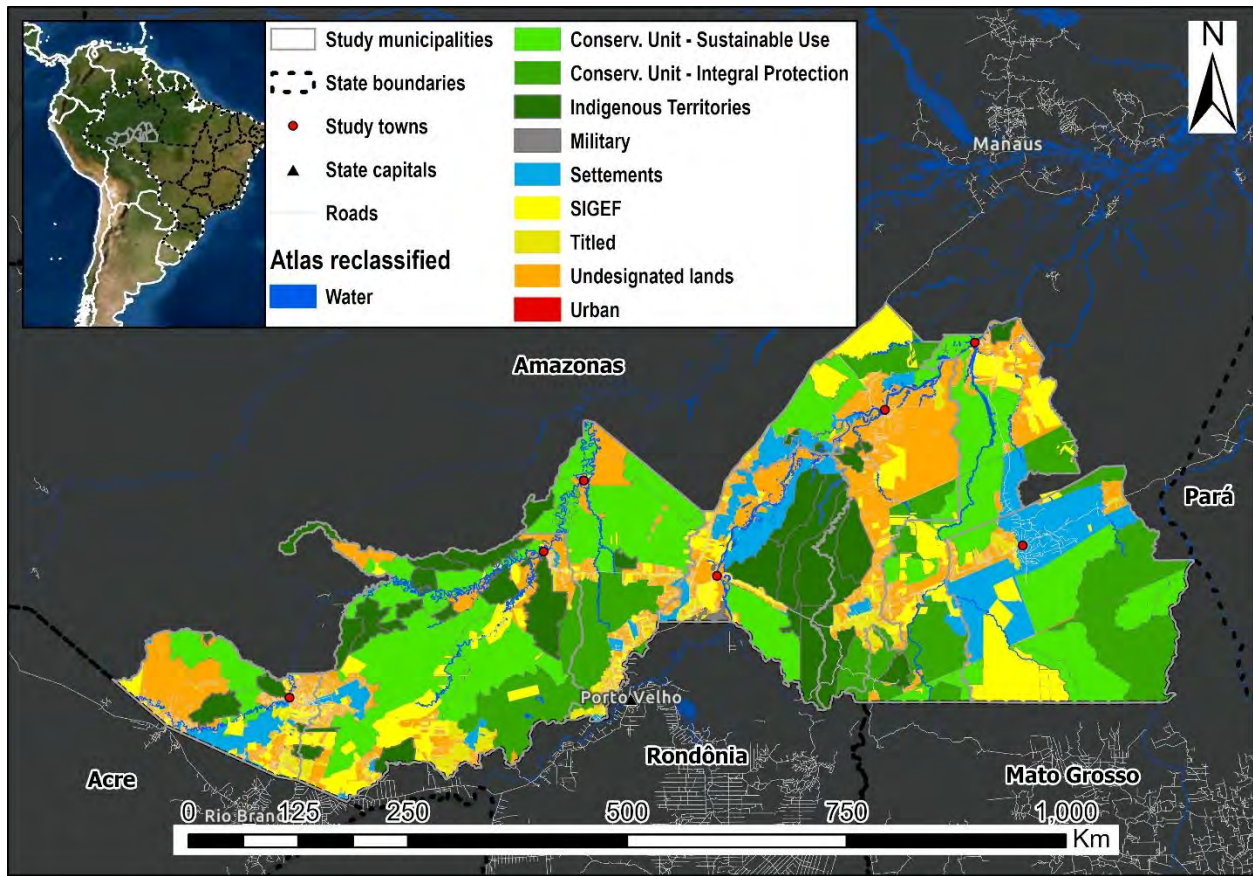 Study municipalities
State boundaries
Study towns
State capitals
Roads
Atlas reclassified
Water
Conserv. Unit - Sustainable Use
Conserv. Unit - Integral Protection
Indigenous Territories
Military
Settements
SIGEF
Titled
Undesignated lands
Urban
N
Manaus
Amazonas
Pará
Porto Velho
Rondônia
Acre
Mato Grosso
Rio Branc
0 125 250 500 750 1,000
Km